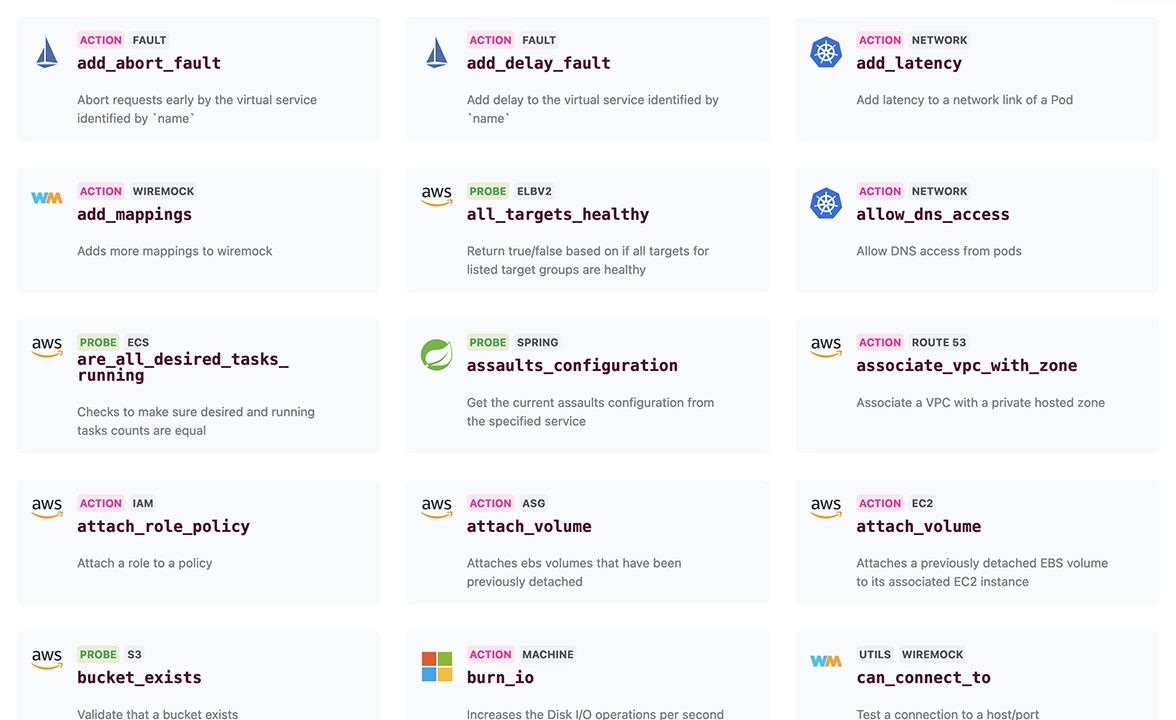 ACTION FAULT
add_abort_fault
Abort requests early by the virtual service
identified by `name`
ACTION FAULT
add_delay_fault
Add delay to the virtual service identified by
`name`
ACTION NETWORK
add_latency
Add latency to a network link of a Pod
WM ACTION WIREMOCK
add_mappings
Adds more mappings to wiremock
aws PROBE ELBV2
all_targets_healthy
Return true/false based on if all targets for
listed target groups are healthy
ACTION NETWORK
allow_dns_access
Allow DNS access from pods
aws PROBE ECS
are_all_desired_tasks_
running
Checks to make sure desired and running
tasks counts are equal
PROBE SPRING
assaults_configuration
Get the current assaults configuration from
the specified service
aws ACTION ROUTE 53
associate_vpc_with_zone
Associate a VPC with a private hosted zone
aws ACTION IAM
attach_role_policy
Attach a role to a policy
aws ACTION ASG
attach_volume
Attaches ebs volumes that have been
previously detached
aws ACTION EC2
attach_volume
Attaches a previously detached EBS volume
to its associated EC2 instance
aws PROBE S3
bucket_exists
Validate that a bucket exists
ACTION MACHINE
burn_io
Increases the Disk I/O operations per second
WM UTILS WIREMOCK
can_connect_to
Test a connection to a host/port